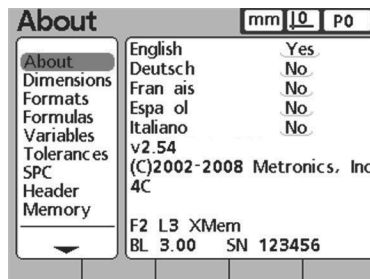 About
mm 0 P0
About
Dimensions
Formats
Formulas
Variables
Tolerances
SPC
Header
Memory
English Yes
Deutsch No
Fran ais No
Espa ol No
Italiano No
v2.54
(C)2002-2008 Metronics, Inc
4C
F2 L3 XMem
BL 3.00 SN 123456